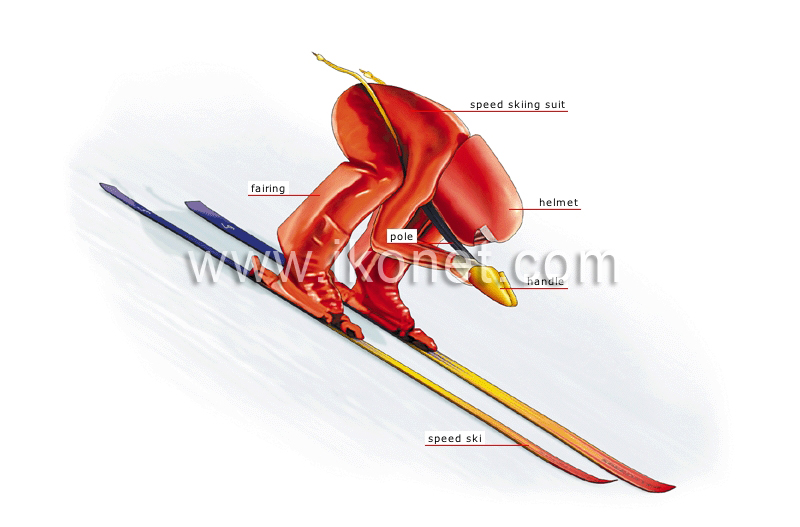 speed skiing suit
fairing
helmet
pole
www.ikonet.com
handle
speed ski